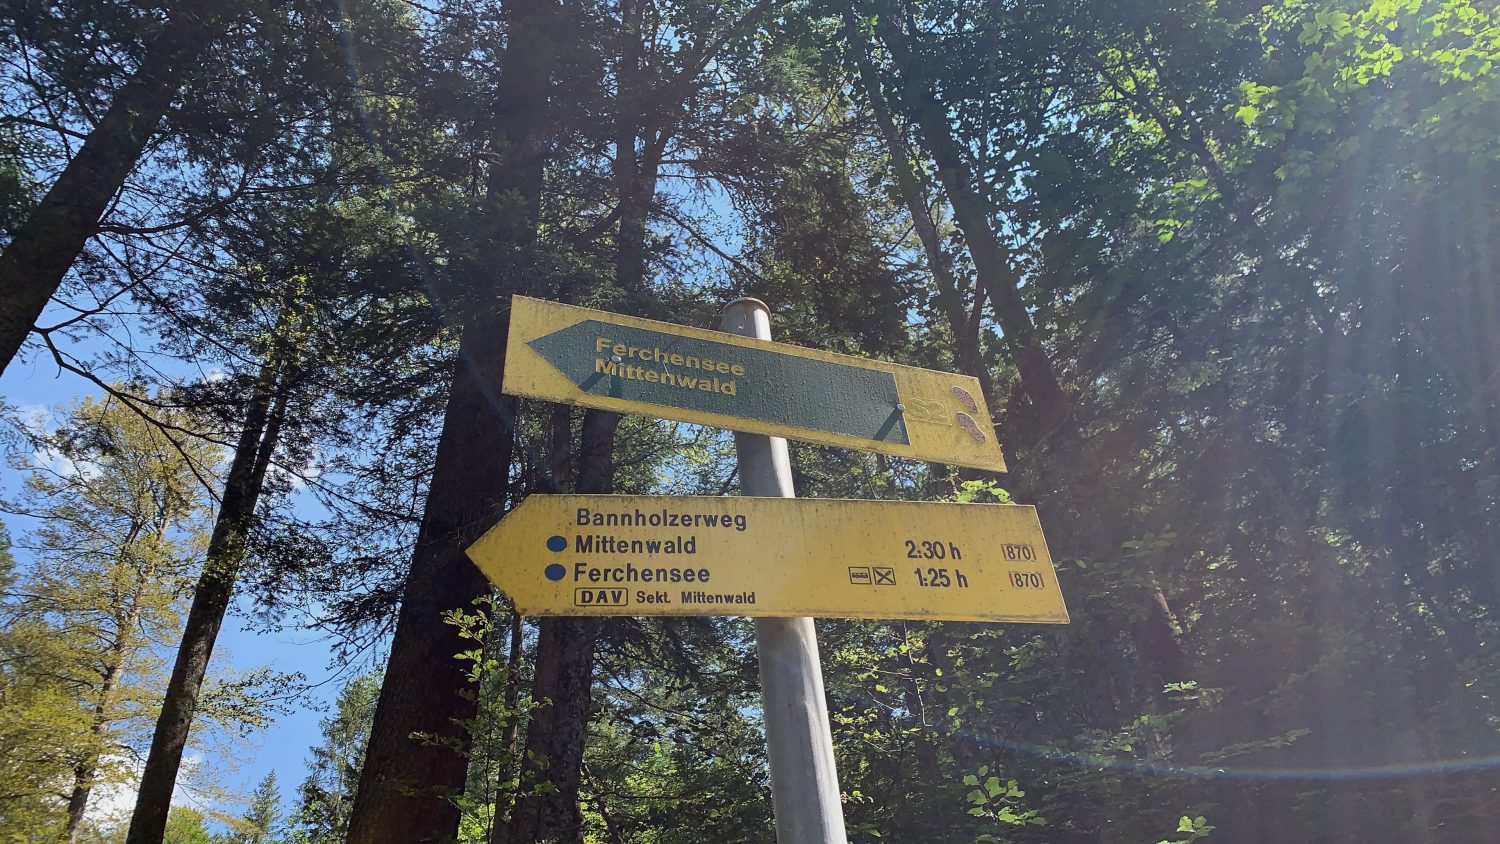 Ferchensee
Mittenwald
Bannholzerweg
Mittenwald 2:30 h 870
Ferchensee 1:25 h 870
DAV Sekt. Mittenwald